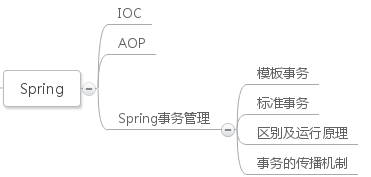 Spring
IOC
AOP
Spring事务管理
模板事务
标准事务
区别及运行原理
事务的传播机制